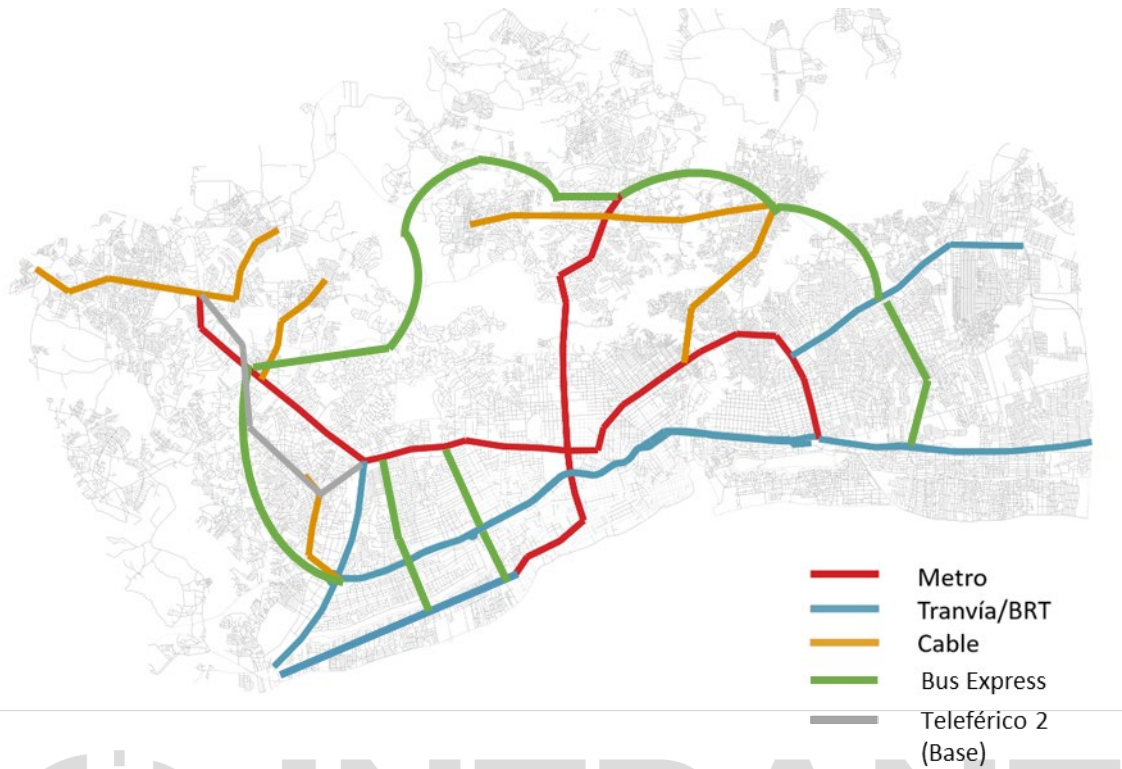 Metro
Tranvía/BRT
Cable
Bus Express
Teleférico 2
(Base)